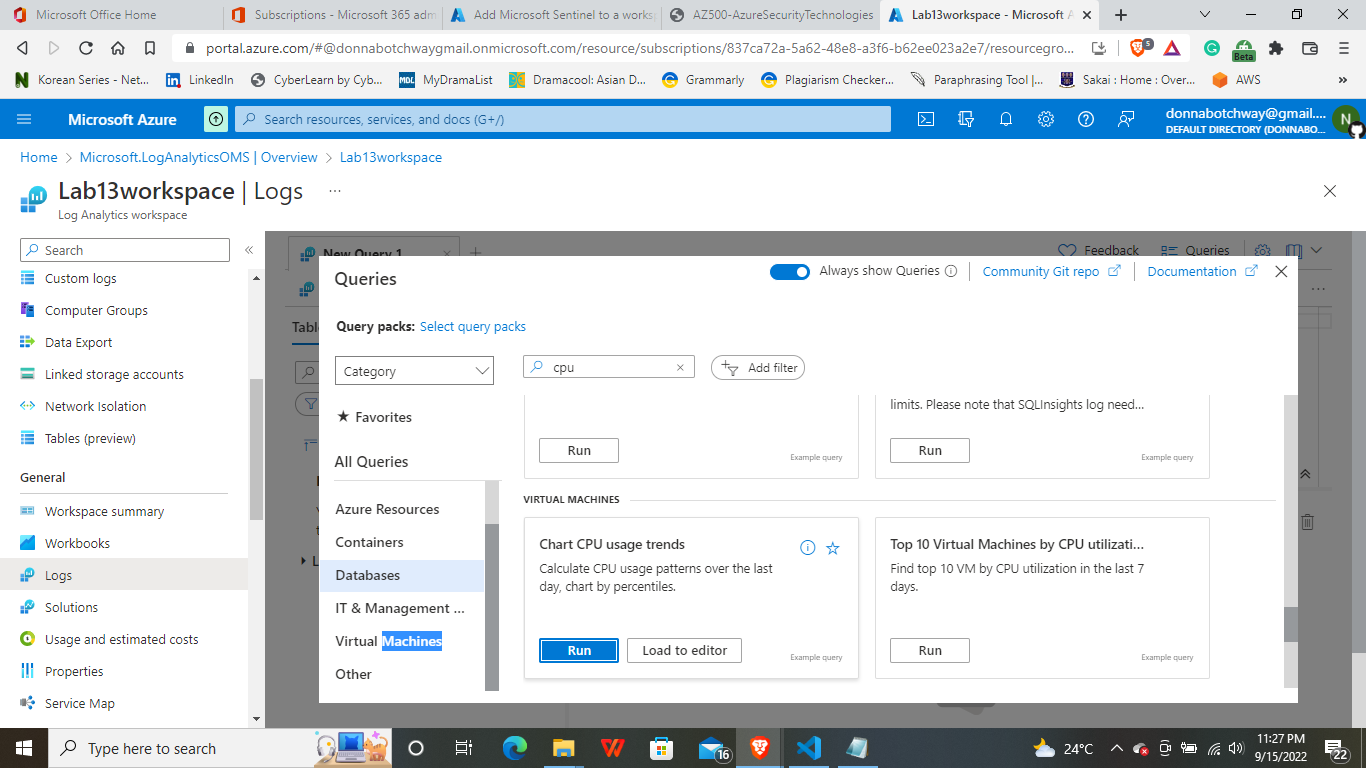 Microsoft Office Home
Subscriptions - Microsoft 365 adm
Add Microsoft Sentinel to a works
AZ500-AzureSecurityTechnologies
Lab13workspace - Microsoft A
portal.azure.com/#@donnabotchwaygmail.onmicrosoft.com/resource/subscriptions/837ca72a-5a62-48e8-a3f6-b62ee023a2e7/resourcegro...
5
Beta
Korean Series - Net...
LinkedIn
CyberLearn by Cyb...
MDL
MyDramaList
Dramacool: Asian D...
Grammarly
Plagiarism Checker...
Paraphrasing Tool |...
Sakai : Home : Over...
AWS
»
Microsoft Azure
Search resources, services, and docs (G+/)
donnabotchway@gmail....
DEFAULT DIRECTORY (DONNABO...
N
Home > Microsoft.LogAnalyticsOMS | Overview > Lab13workspace
Lab13workspace | Logs ...
Log Analytics workspace
Search
«
Custom logs
Computer Groups
Data Export
Linked storage accounts
Network Isolation
Tables (preview)
General
Workspace summary
Workbooks
Logs
Solutions
Usage and estimated costs
Properties
Service Map
New Query 1
Feedback
Queries
Queries
Always show Queries
Community Git repo
Documentation
Query packs: Select query packs
Category
cpu
Add filter
Favorites
All Queries
Azure Resources
Containers
Databases
IT & Management ...
Virtual Machines
Other
Run
Example query
limits. Please note that SQLInsights log need...
Run
Example query
VIRTUAL MACHINES
Chart CPU usage trends
Calculate CPU usage patterns over the last
day, chart by percentiles.
Run
Load to editor
Example query
Top 10 Virtual Machines by CPU utilizati...
Find top 10 VM by CPU utilization in the last 7
days.
Run
Example query
Type here to search
16
24°C
11:27 PM
9/15/2022
22